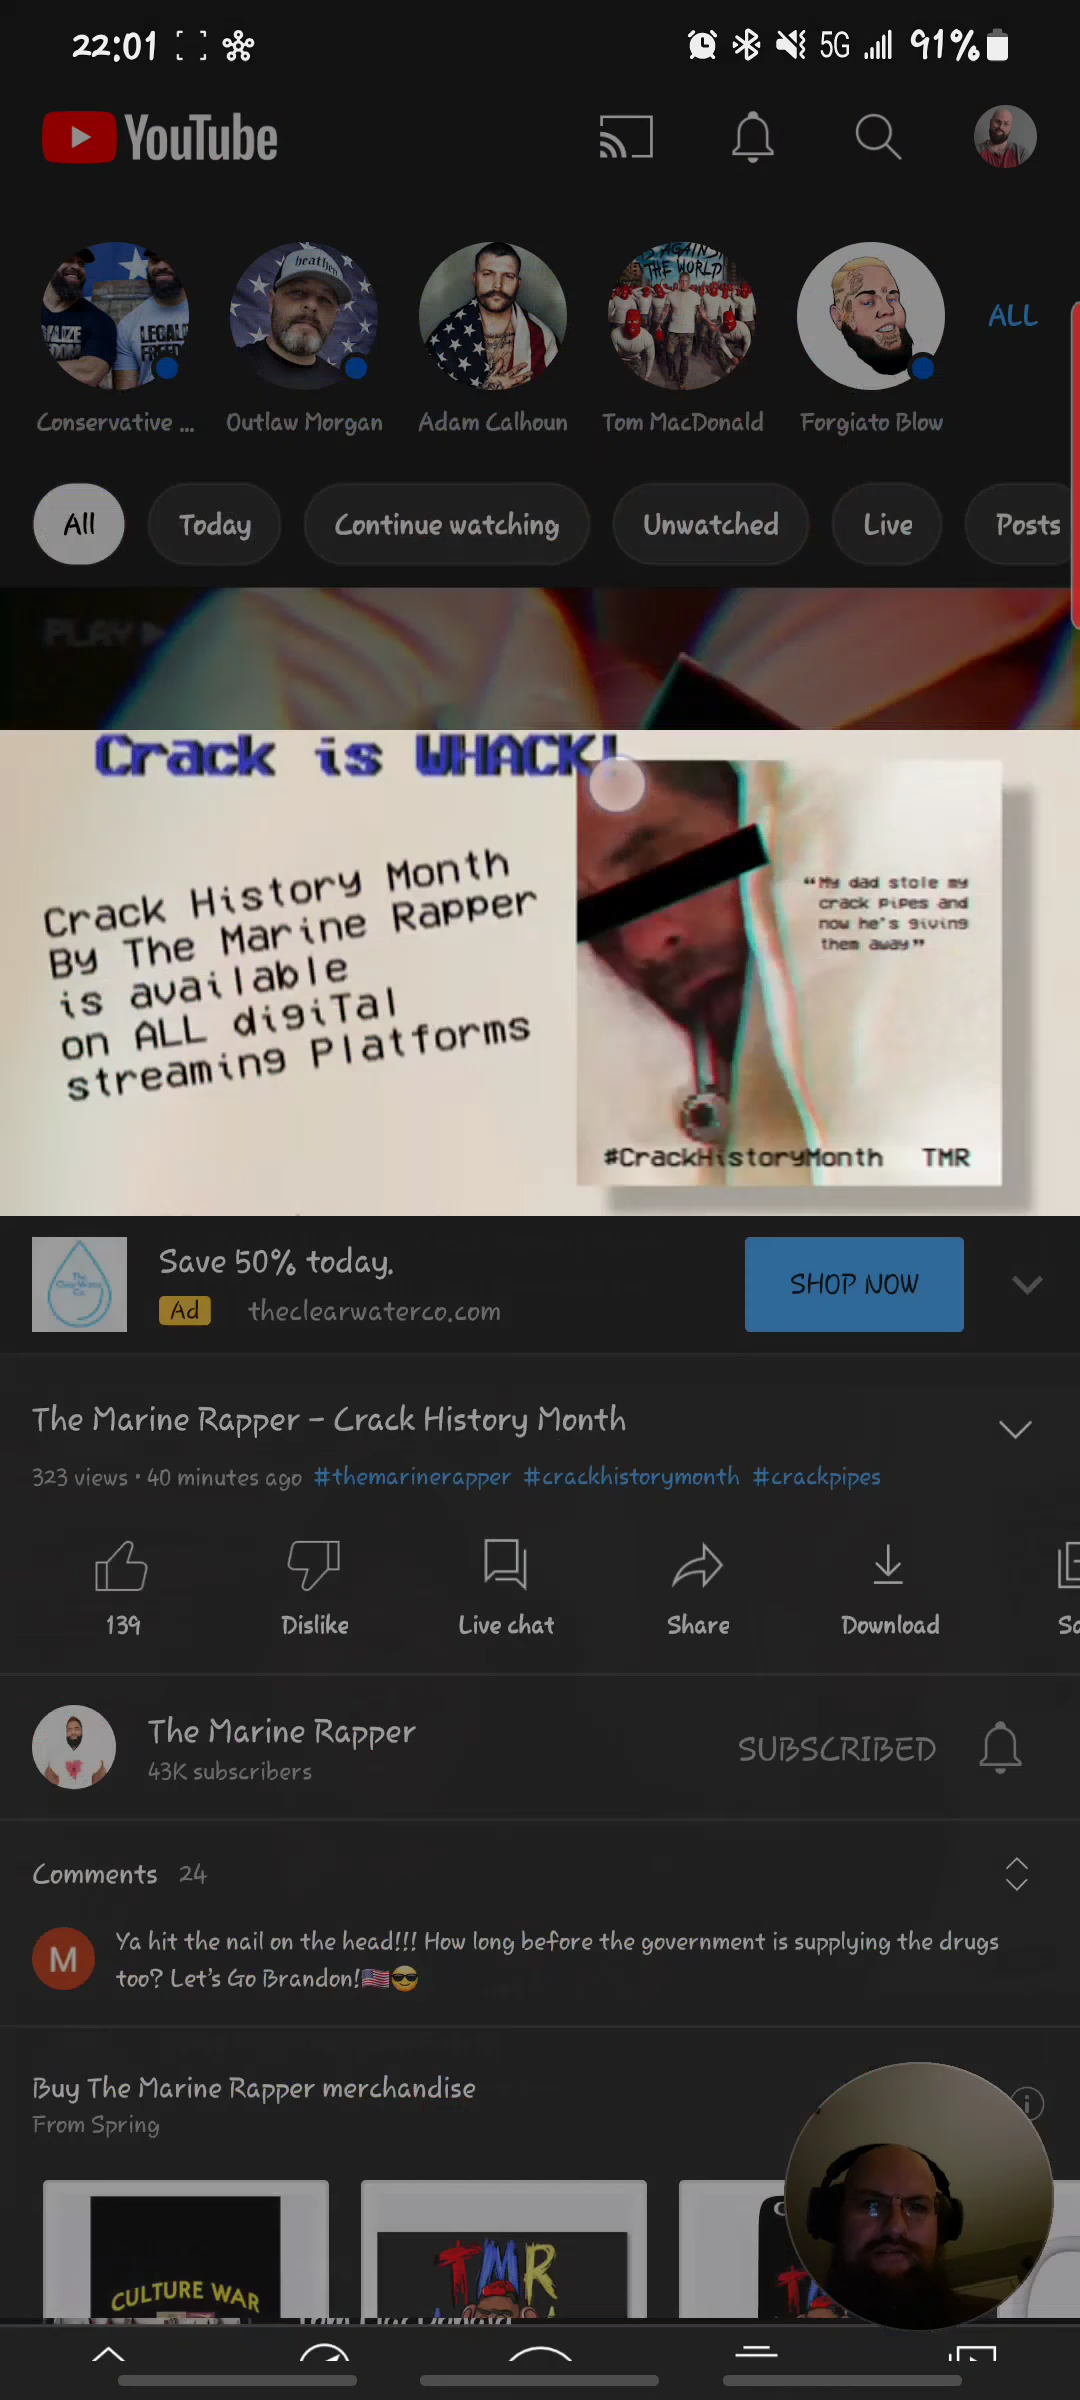 22:01
5G
91%
YouTube
heathen
AGAINST
THE WORLD
Conservative ...
Outlaw Morgan
Adam Calhoun
Tom MacDonald
Forgiato Blow
ALL
All
Today
Continue watching
Unwatched
Live
Posts
PLAY
Crack is WHACK!
Crack History Month
By The Marine Rapper
is available
on ALL digiTal
streaming Platforms
“My dad stole my
crack pipes and
now he's giving
them away”
#CrackHistoryMonth
TMR
Save 50% today.
Ad
theclearwaterco.com
SHOP NOW
The Marine Rapper - Crack History Month
323 views • 40 minutes ago #themarinerapper #crackhistorymonth #crackpipes
139
Dislike
Live chat
Share
Download
The Marine Rapper
43K subscribers
SUBSCRIBED
Comments 24
M
Ya hit the nail on the head!!! How long before the government is supplying the drugs
too? Let's Go Brandon!🇺🇸😎
Buy The Marine Rapper merchandise
From Spring
CULTURE WAR
TMR